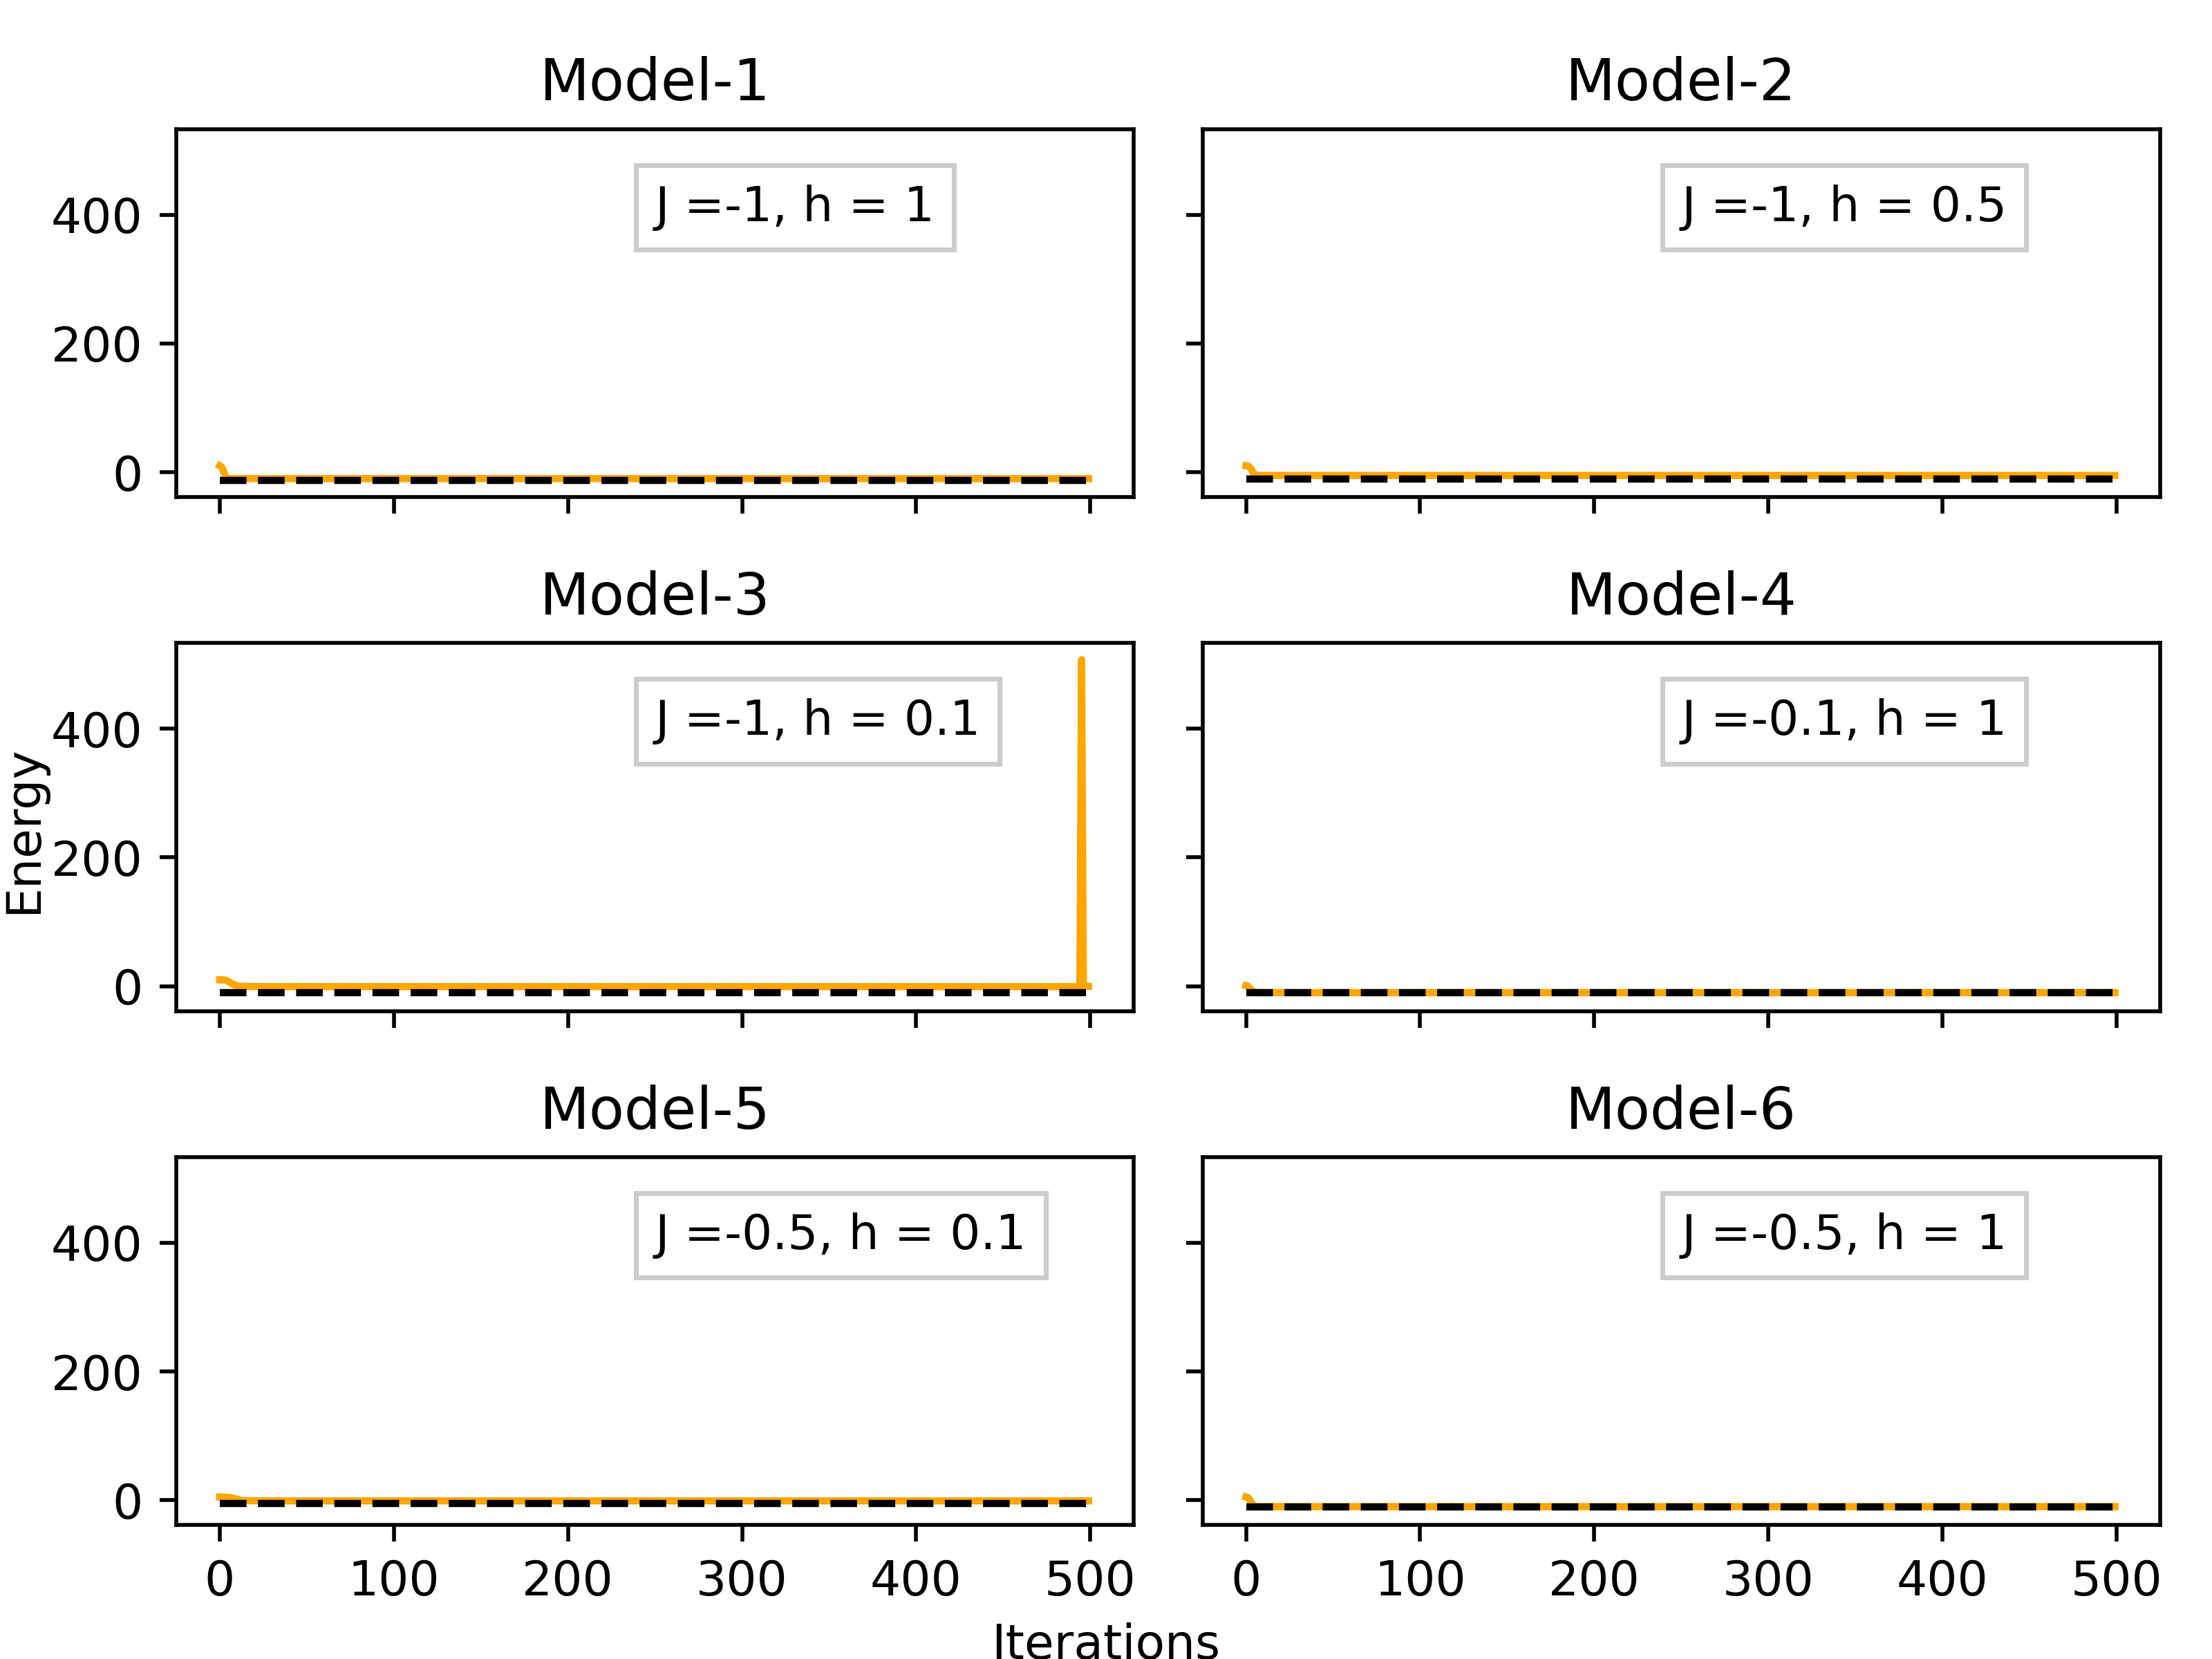 Model-1
J =-1, h = 1
400
200
0
Model-2
J =-1, h = 0.5
Energy
Model-3
J =-1, h = 0.1
400
200
0
Model-4
J =-0.1, h = 1
Model-5
J =-0.5, h = 0.1
400
200
0
0 100 200 300 400 500
Model-6
J =-0.5, h = 1
0 100 200 300 400 500
Iterations